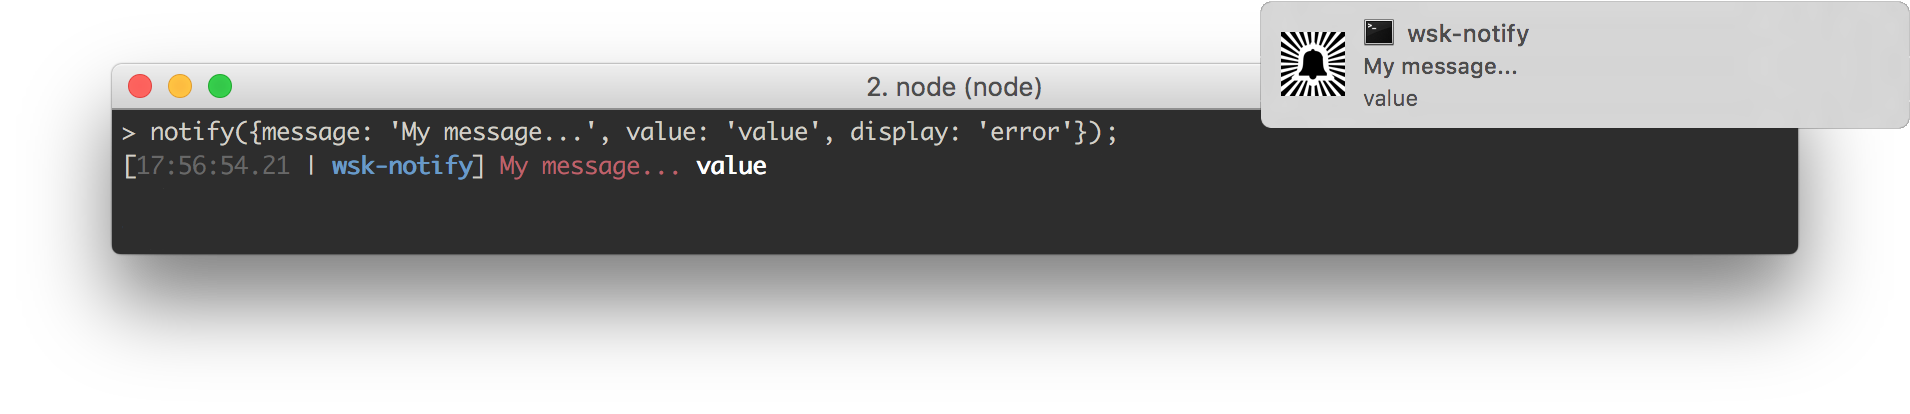 wsk-notify
My message...
value
2. node (node)
> notify({message: 'My message...', value: 'value', display: 'error'});
[17:56:54.21 | wsk-notify] My message... value